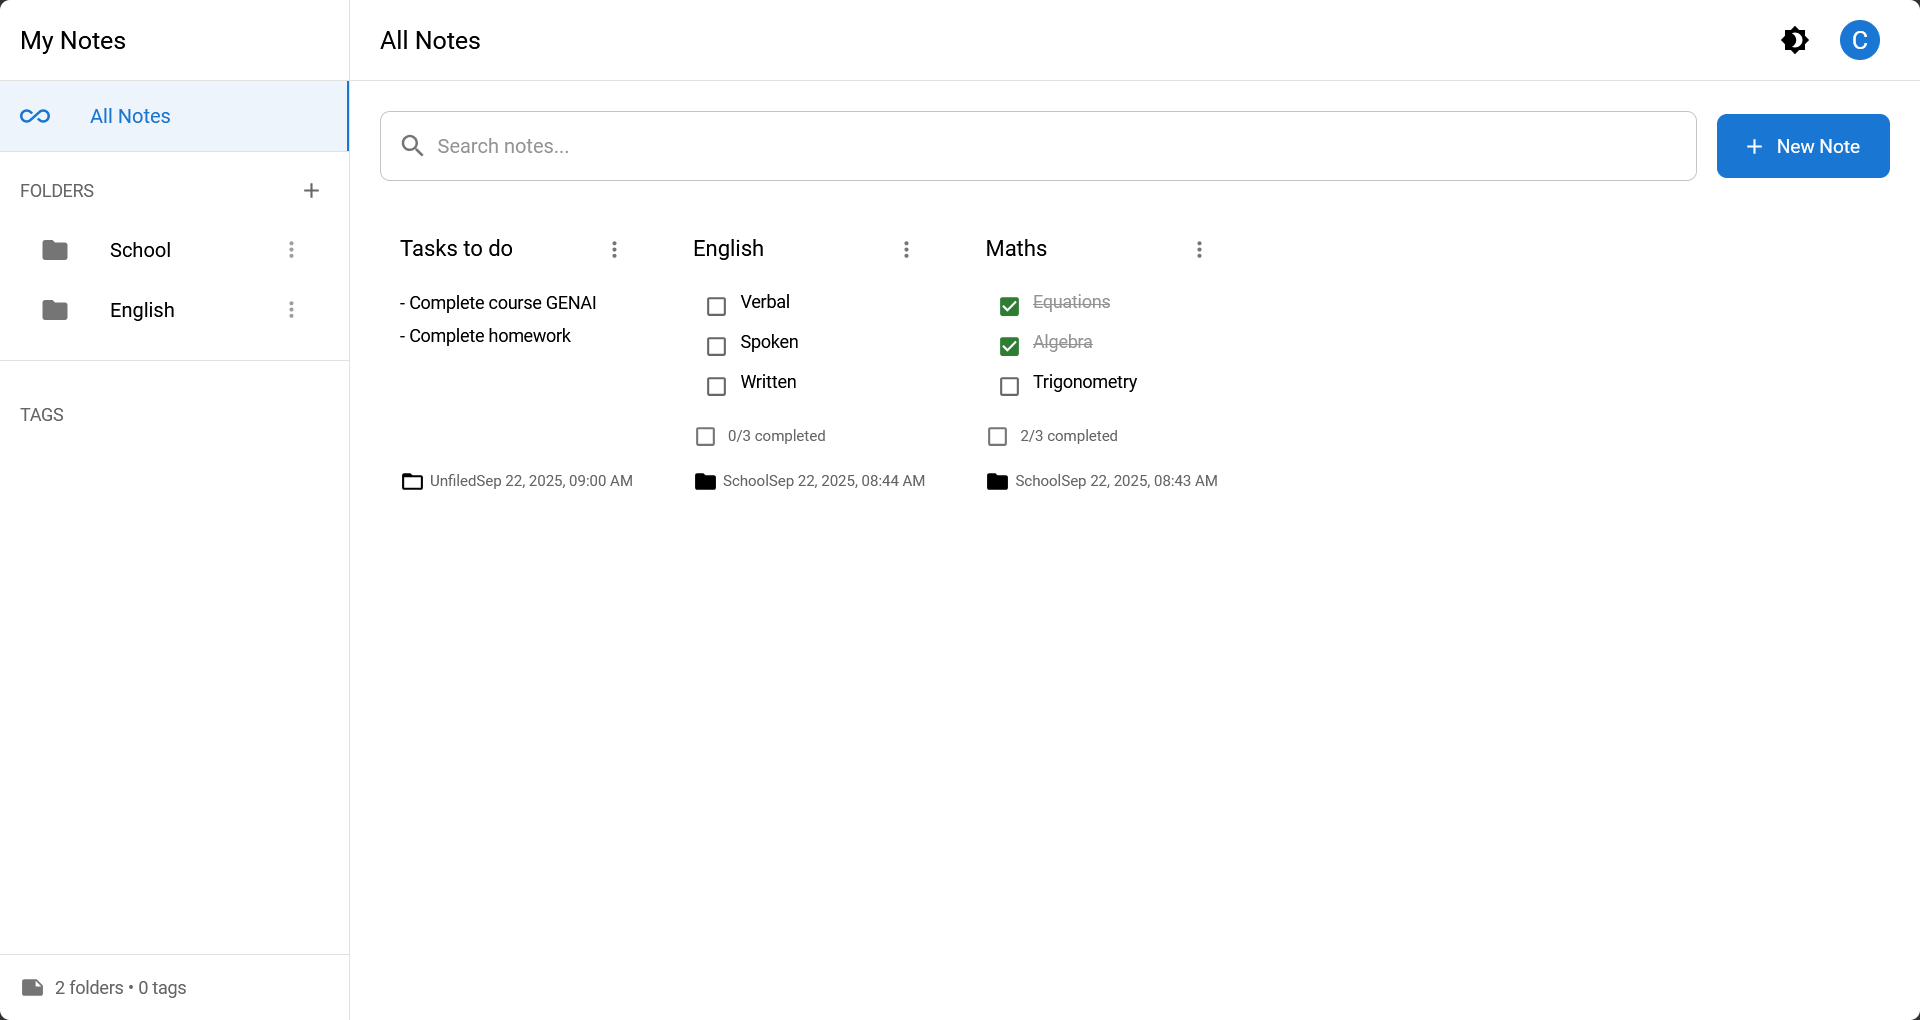 My Notes
All Notes
FOLDERS
School
English
TAGS
2 folders • 0 tags
All Notes
C
Search notes...
New Note
Tasks to do
- Complete course GENAI
- Complete homework
UnfiledSep 22, 2025, 09:00 AM
English
Verbal
Spoken
Written
0/3 completed
SchoolSep 22, 2025, 08:44 AM
Maths
Equations
Algebra
Trigonometry
2/3 completed
SchoolSep 22, 2025, 08:43 AM